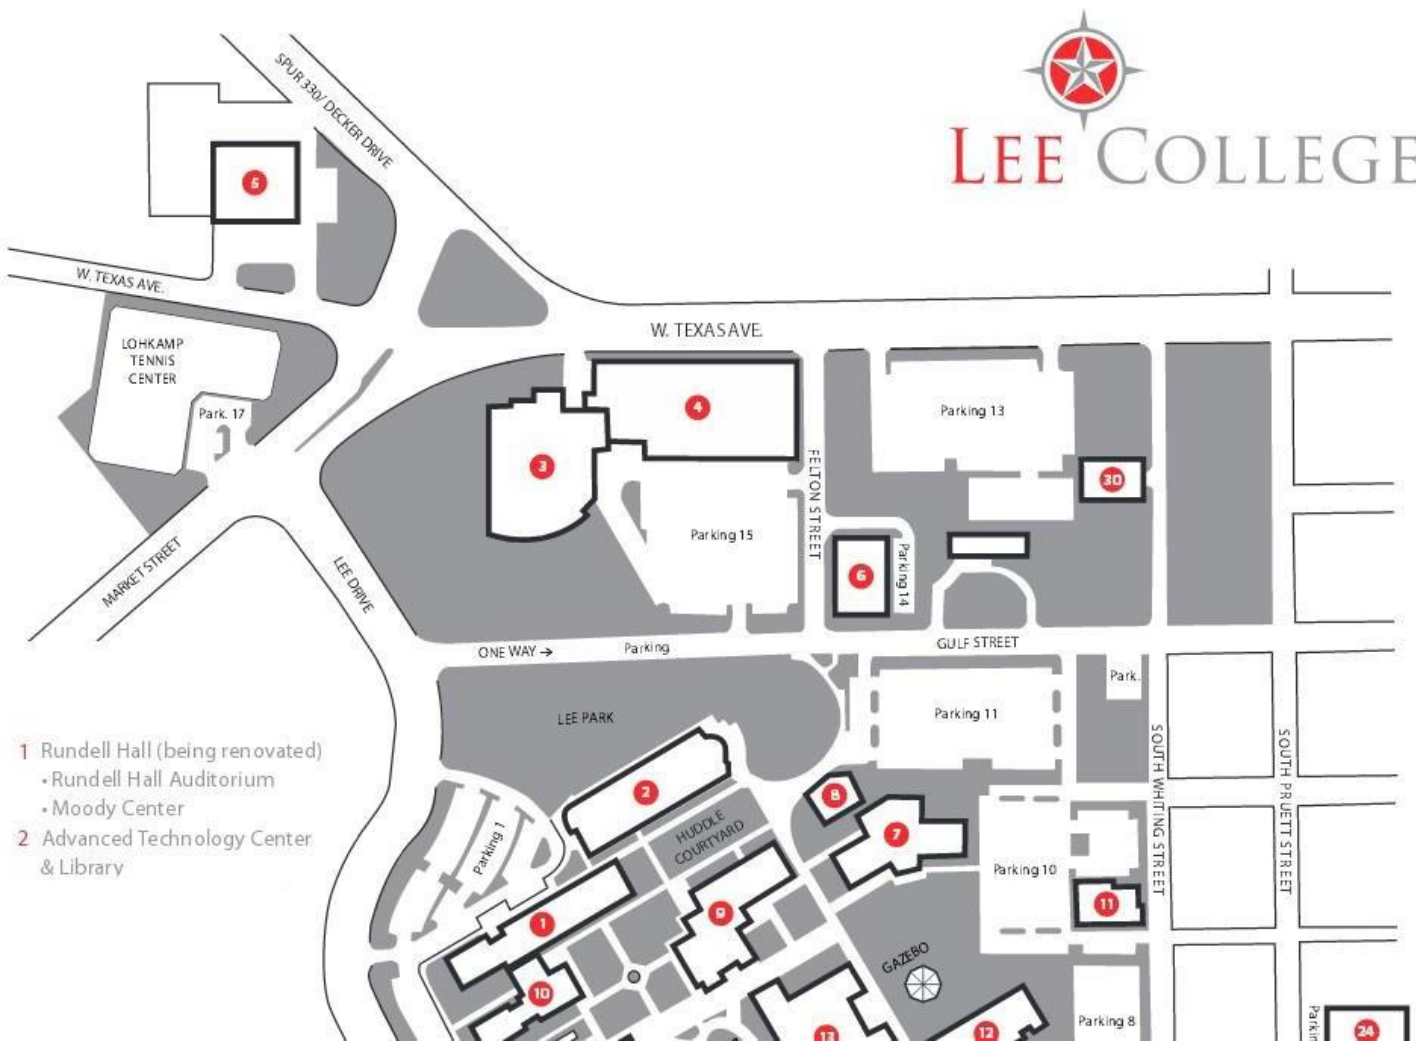 LEE COLLEGE
SPUR 330/ DECKER DRIVE
5
W. TEXAS AVE.
LOHKAMP
TENNIS
CENTER
Park. 17
W. TEXAS AVE.
4
3
Parking 13
30
FELTON STREET
Parking 15
6
Parking 14
MARKET STREET
LEE DRIVE
ONE WAY →
Parking
GULF STREET
Park.
LEE PARK
Parking 11
SOUTH WHITING STREET
SOUTH PRUETT STREET
1 Rundell Hall (being renovated)
• Rundell Hall Auditorium
• Moody Center
2 Advanced Technology Center
& Library
2
8
7
HUDDLE
COURTYARD
Parking 1
Parking 10
11
9
1
GAZEBO
10
13
12
Parking 8
24